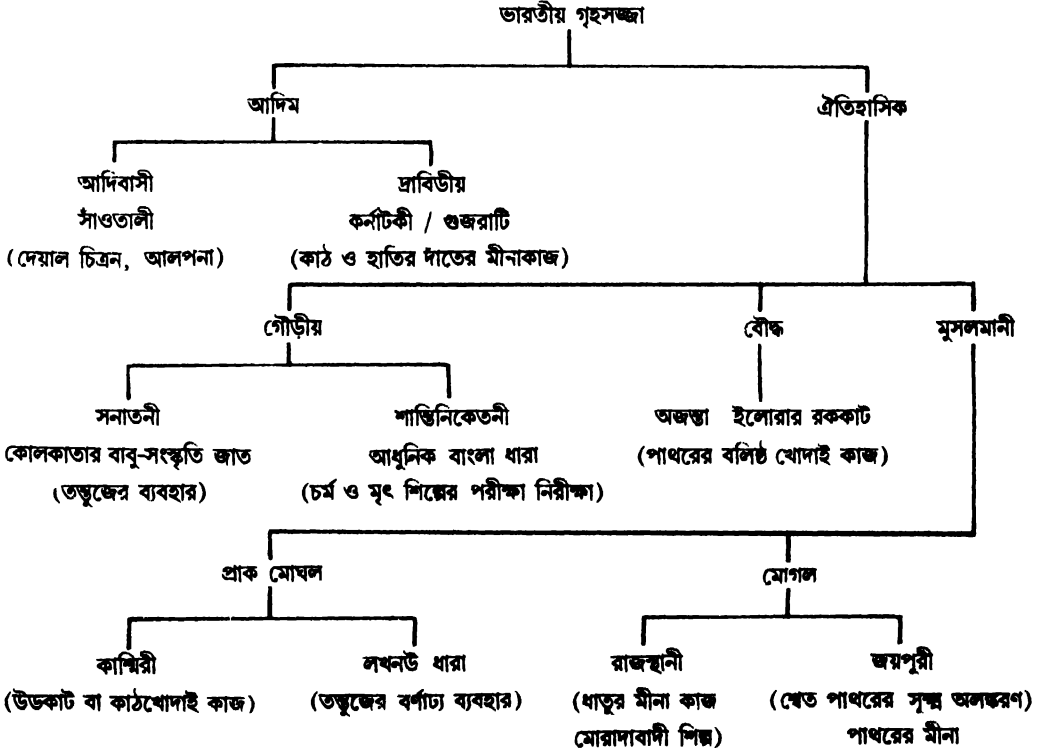 ভারতীয় গৃহসজ্জা
আদিম
ঐতিহাসিক
আদিবাসী
দ্রাবিডীয়
সাঁওতালী
কর্নাটকী / গুজরাটি
(দেয়াল চিত্রন, আলপনা)
(কাঠ ও হাতির দাঁতের মীনাকাজ)
গৌড়ীয়
বৌদ্ধ
মুসলমানী
সনাতনী
শান্তিনিকেতনী
অজন্তা ইলোরার রককাট
কোলকাতার বাবু-সংস্কৃতি জাত
আধুনিক বাংলা ধারা
(পাথরের বলিষ্ঠ খোদাই কাজ)
(তন্তুজের ব্যবহার)
(চর্ম ও মৃৎ শিল্পের পরীক্ষা নিরীক্ষা)
প্রাক মোঘল
মোগল
কাশ্মিরী
লখনউ ধারা
রাজস্থানী
জয়পুরী
(উডকাট বা কাঠখোদাই কাজ)
(তন্তুজের বর্ণাঢ্য ব্যবহার)
(ধাতুর মীনা কাজ
(শ্বেত পাথরের সূক্ষ্ম অলঙ্করণ)
মোরাদাবাদী শিল্প)
পাথরের মীনা